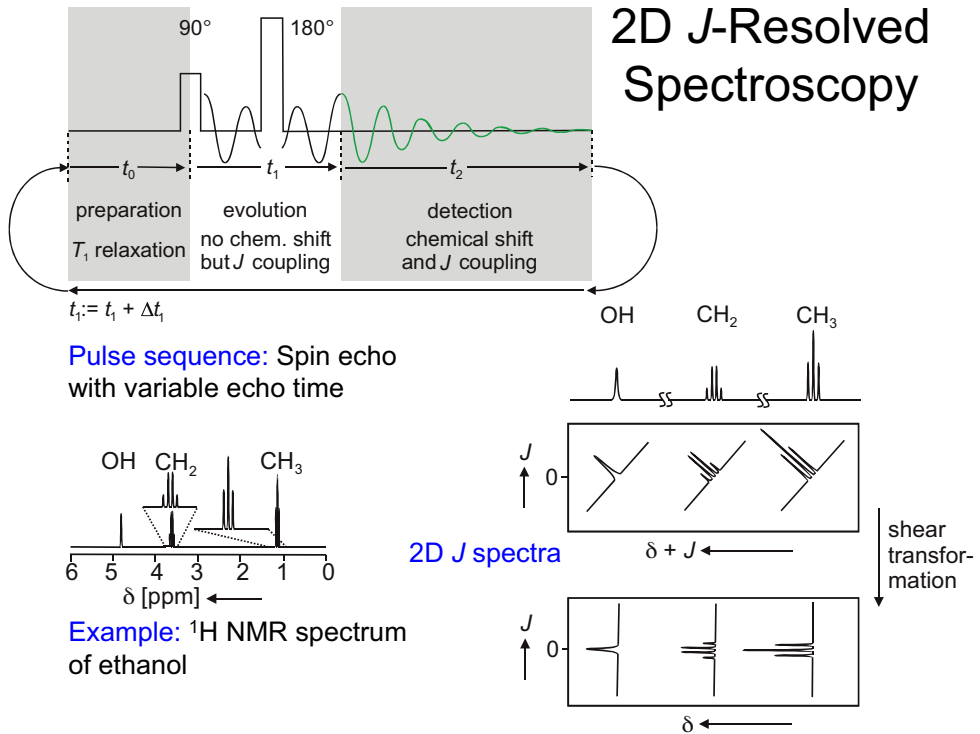 2D J-Resolved
Spectroscopy
90° 180°
t₀ t₁ t₂
preparation evolution detection
T₁ relaxation no chem. shift but J coupling chemical shift and J coupling
t₁:= t₁ + Δt₁
Pulse sequence: Spin echo
with variable echo time
OH CH₂ CH₃
6 5 4 3 2 1 0
δ [ppm]
Example: ¹H NMR spectrum
of ethanol
OH CH₂ CH₃
J
0
δ + J
2D J spectra
shear
transfor-
mation
J
0
δ